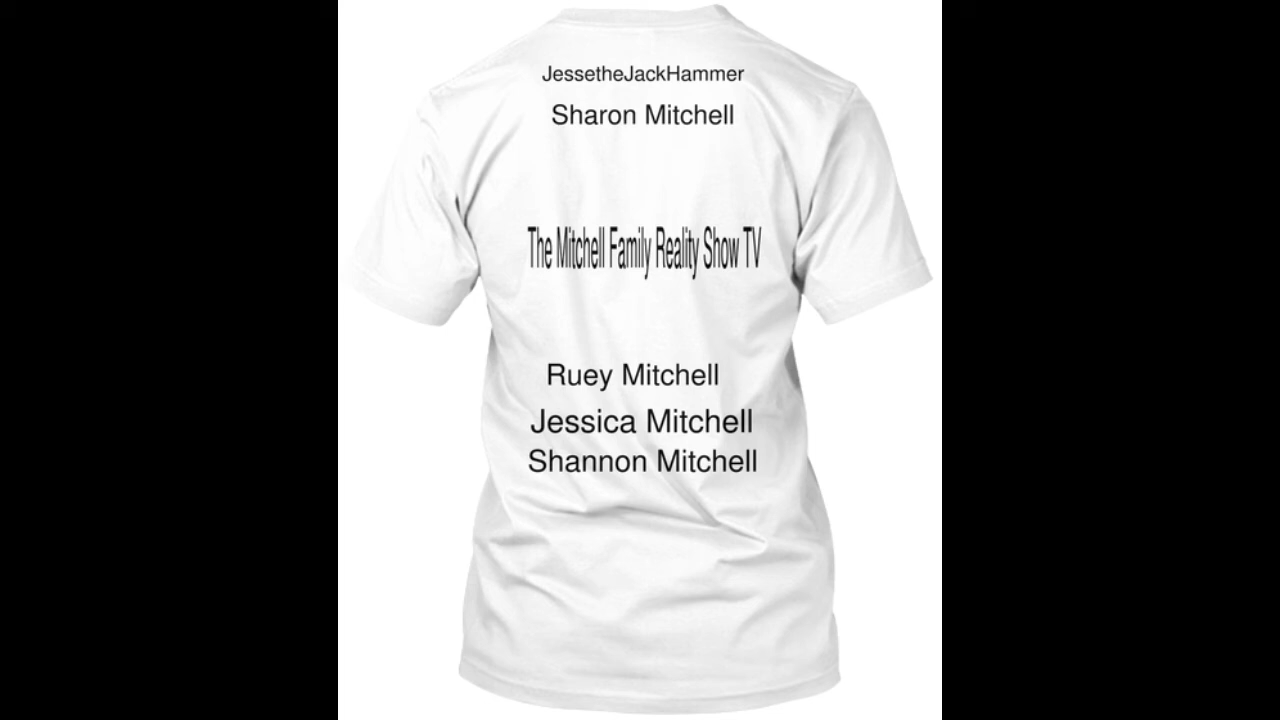 JessetheJackHammer
Sharon Mitchell
The Mitchell Family Reality Show TV
Ruey Mitchell
Jessica Mitchell
Shannon Mitchell